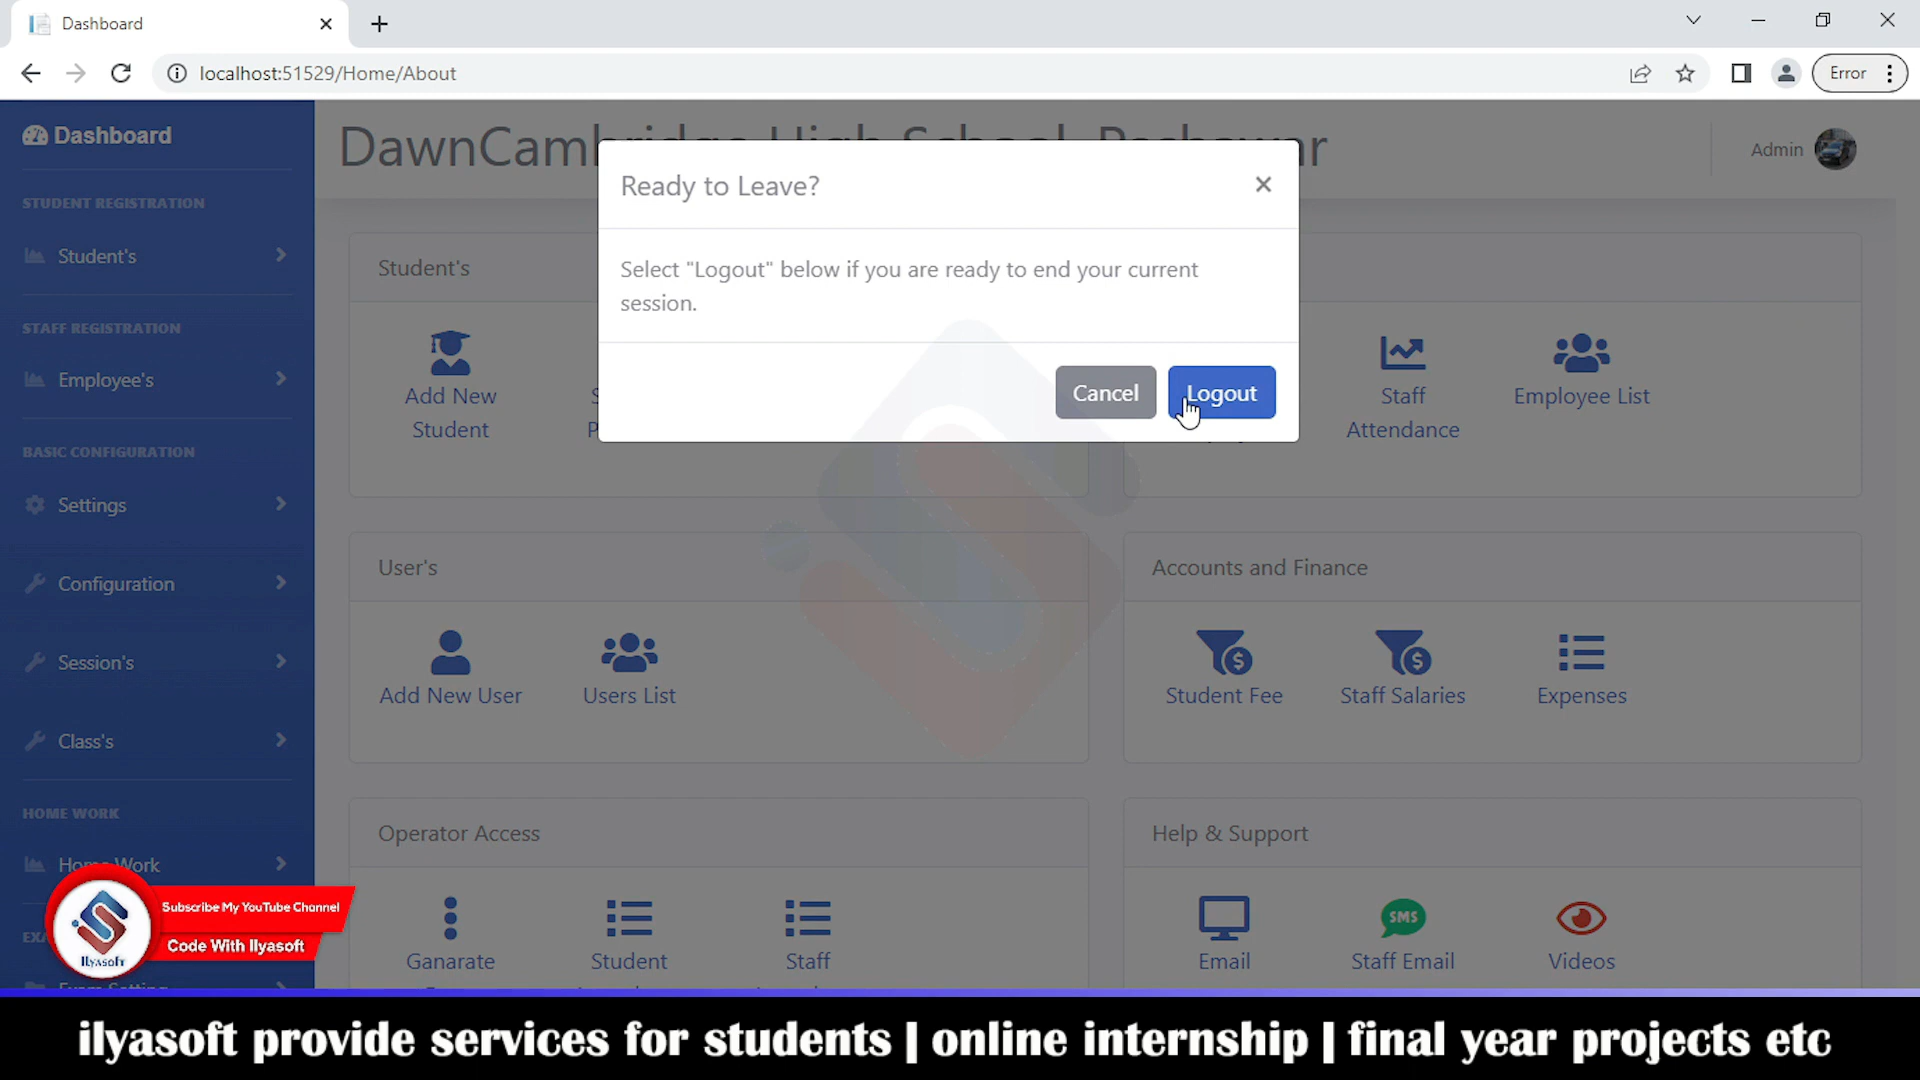 Dashboard
localhost:51529/Home/About
Error
Dashboard
STUDENT REGISTRATION
Student's
STAFF REGISTRATION
Employee's
BASIC CONFIGURATION
Settings
Configuration
Session's
Class's
HOME WORK
Home Work
Admin
Ready to Leave?
Select "Logout" below if you are ready to end your current
session.
Cancel
Logout
Student's
Add New
Student
Staff
Attendance
Employee List
User's
Add New User
Users List
Accounts and Finance
Student Fee
Staff Salaries
Expenses
Operator Access
Ganarate
Student
Staff
Help & Support
Email
SMS
Staff Email
Videos
Ilyasoft
Subscribe My YouTube Channel
Code With Ilyasoft
ilyasoft provide services for students | online internship | final year projects etc